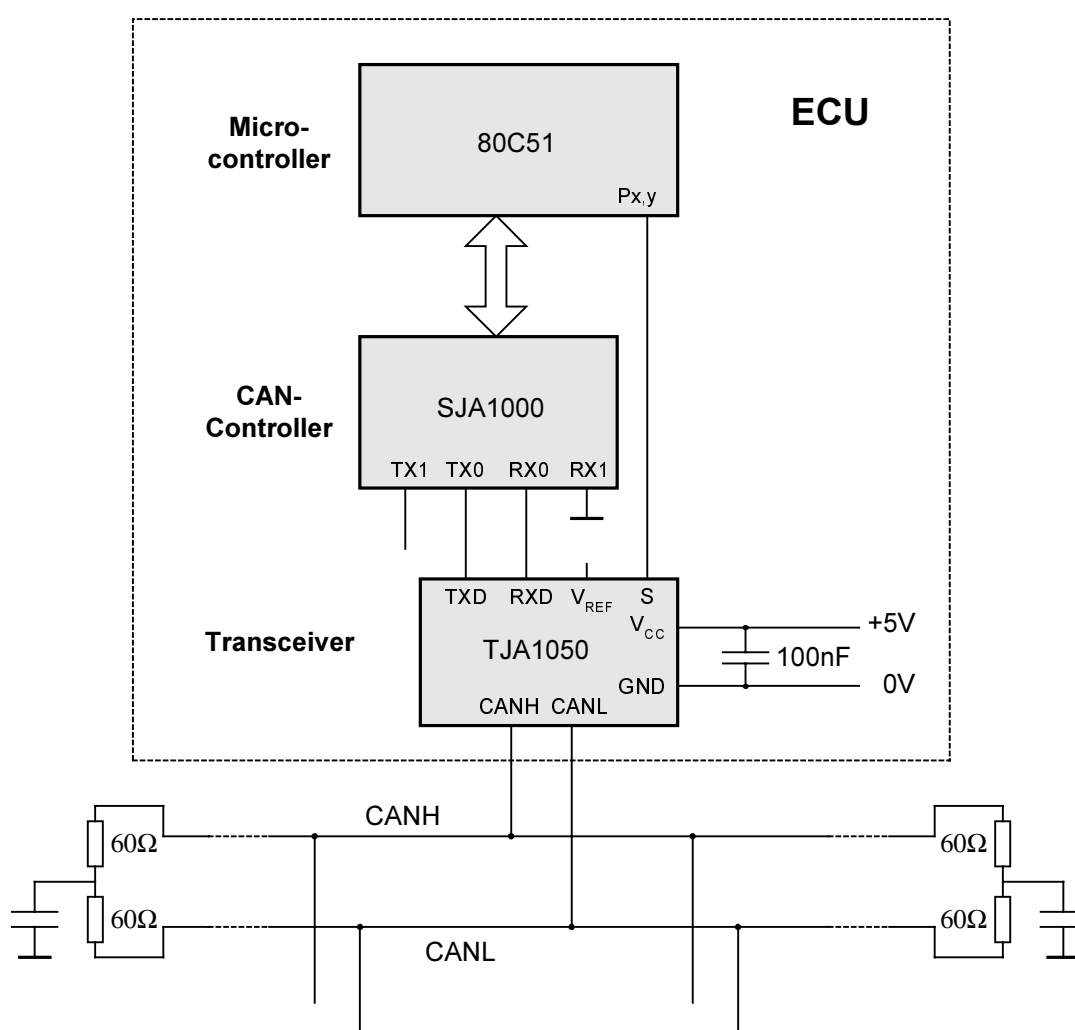 ECU
Micro-
controller
80C51
Px,y
CAN-
Controller
SJA1000
TX1 TX0 RX0 RX1
Transceiver
TXD RXD VREF S
VCC
TJA1050
GND
CANH CANL
+5V
100nF
0V
CANH
60Ω
60Ω
60Ω
60Ω
CANL